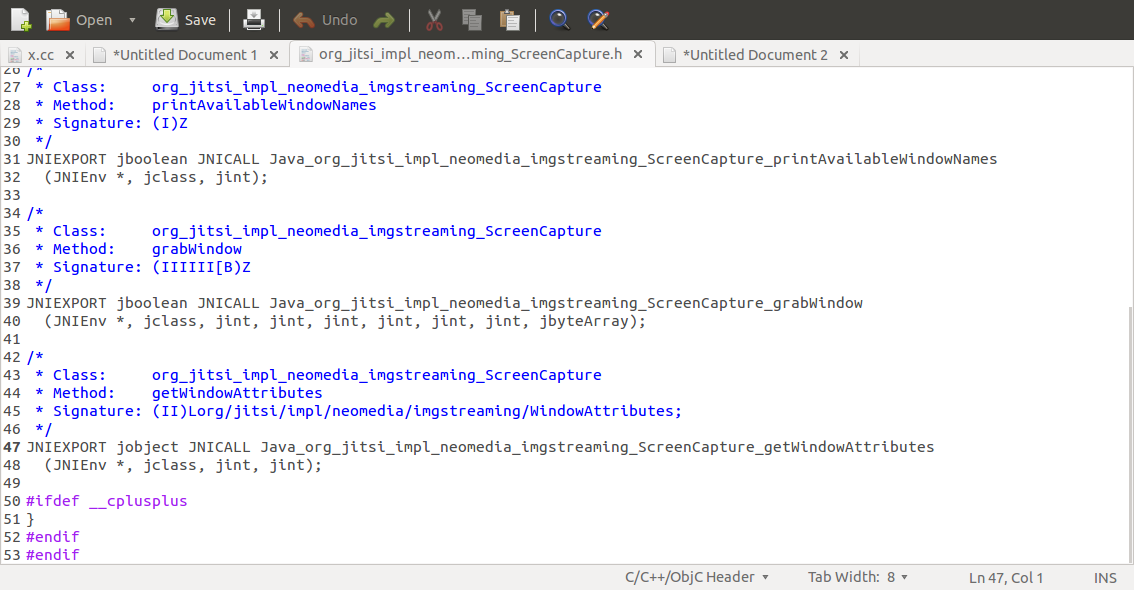 Open Save Undo
x.cc *Untitled Document 1 org_jitsi_impl_neom...ming_ScreenCapture.h *Untitled Document 2
26 /*
27  * Class:     org_jitsi_impl_neomedia_imgstreaming_ScreenCapture
28  * Method:    printAvailableWindowNames
29  * Signature: (I)Z
30  */
31 JNIEXPORT jboolean JNICALL Java_org_jitsi_impl_neomedia_imgstreaming_ScreenCapture_printAvailableWindowNames
32   (JNIEnv *, jclass, jint);
33
34 /*
35  * Class:     org_jitsi_impl_neomedia_imgstreaming_ScreenCapture
36  * Method:    grabWindow
37  * Signature: (IIIIII[B)Z
38  */
39 JNIEXPORT jboolean JNICALL Java_org_jitsi_impl_neomedia_imgstreaming_ScreenCapture_grabWindow
40   (JNIEnv *, jclass, jint, jint, jint, jint, jint, jint, jbyteArray);
41
42 /*
43  * Class:     org_jitsi_impl_neomedia_imgstreaming_ScreenCapture
44  * Method:    getWindowAttributes
45  * Signature: (II)Lorg/jitsi/impl/neomedia/imgstreaming/WindowAttributes;
46  */
47 JNIEXPORT jobject JNICALL Java_org_jitsi_impl_neomedia_imgstreaming_ScreenCapture_getWindowAttributes
48   (JNIEnv *, jclass, jint, jint);
49
50 #ifdef __cplusplus
51 }
52 #endif
53 #endif
C/C++/ObjC Header Tab Width: 8 Ln 47, Col 1 INS